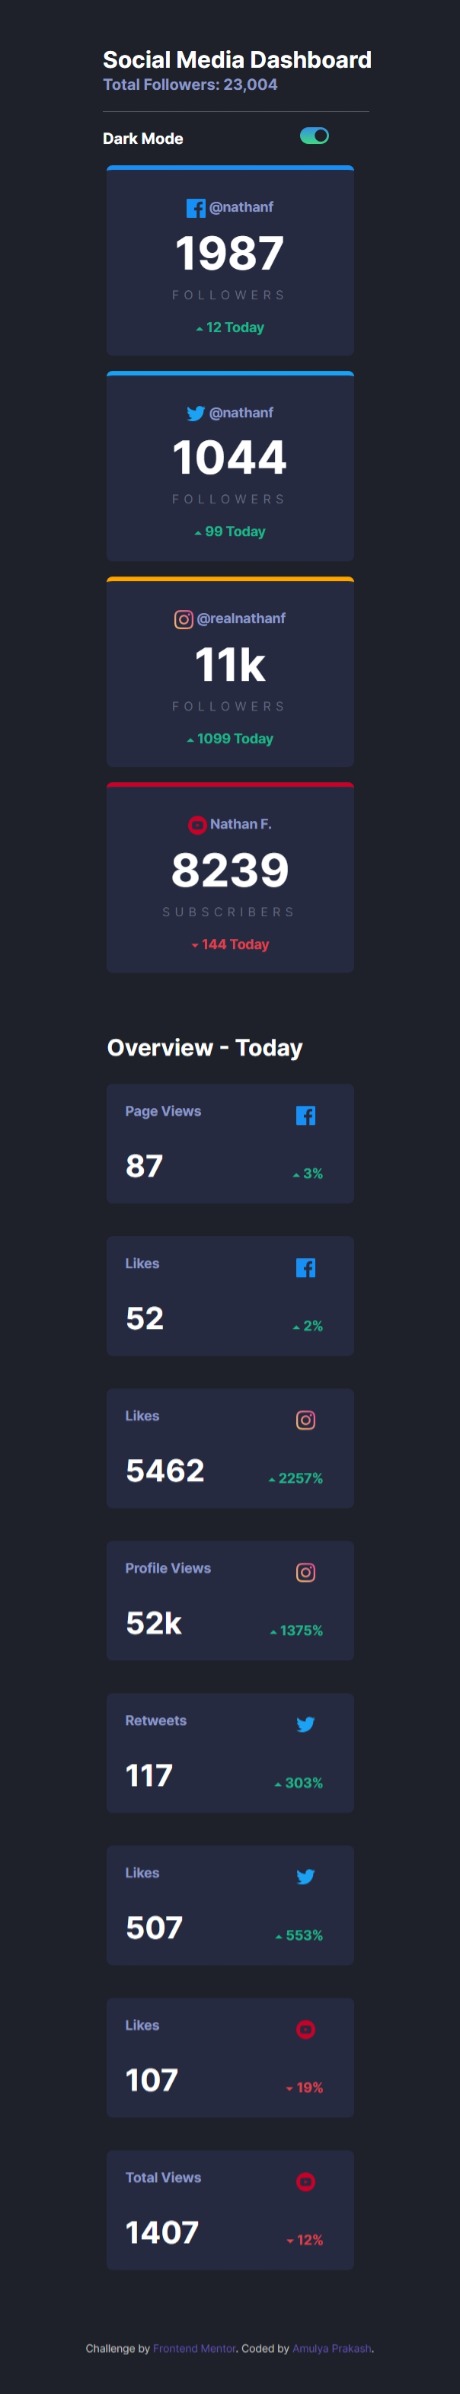 Social Media Dashboard
Total Followers: 23,004
Dark Mode
@nathanf
1987
FOLLOWERS
12 Today
@nathanf
1044
FOLLOWERS
99 Today
@realnathanf
11k
FOLLOWERS
1099 Today
Nathan F.
8239
SUBSCRIBERS
144 Today
Overview - Today
Page Views
87
3%
Likes
52
2%
Likes
5462
2257%
Profile Views
52k
1375%
Retweets
117
303%
Likes
507
553%
Likes
107
19%
Total Views
1407
12%
Challenge by Frontend Mentor. Coded by Amulya Prakash.